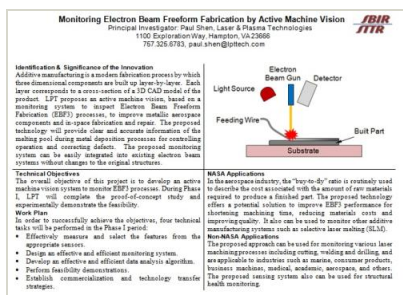 Monitoring Electron Beam Freeform Fabrication by Active Machine Vision
Principal Investigator: Paul Shen, Laser & Plasma Technologies
1100 Exploration Way, Hampton, VA 23666
757.325.6783, paul.shen@lpttech.com
SBIR
STTR
Identification & Significance of the Innovation
Additive manufacturing is a modern fabrication process by which
three dimensional components are built up layer-by-layer. Each
layer corresponds to a cross-section of a 3D CAD model of the
product. LPT proposes an active machine vision, based on a
monitoring system to inspect Electron Beam Freeform
Fabrication (EBF3) processes, to improve metallic aerospace
components and in-space fabrication and repair. The proposed
technology will provide clear and accurate information of the
melting pool during metal deposition processes for controlling
operation and correcting defects. The proposed monitoring
system can be easily integrated into existing electron beam
systems without changes to the original structures.
Electron
Beam Gun
Detector
Light Source
Feeding Wire
Built Part
Substrate
Technical Objectives
The overall objective of this project is to develop an active
machine vision system to monitor EBF3 processes. During Phase
I, LPT will complete the proof-of-concept study and
experimentally demonstrate the feasibility.
Work Plan
In order to successfully achieve the objectives, four technical
tasks will be performed in the Phase I period:
• Effectively measure and select the features from the
appropriate sensors.
• Design an effective and efficient monitoring system.
• Develop an effective and efficient data analysis algorithm.
• Perform feasibility demonstrations.
• Establish commercialization and technology transfer
strategies.
NASA Applications
In the aerospace industry, the "buy-to-fly" ratio is routinely used
to describe the cost associated with the amount of raw materials
required to produce a finished part. The proposed technology
offers a potential solution to improve EBF3 performance for
shortening manufacturing time, reducing materials costs and
improving quality. It also can be used to monitor other additive
manufacturing systems such as selective laser melting (SLM).
Non-NASA Applications
The proposed approach can be used for monitoring various laser
machining processes including cutting, welding and drilling, and
are applicable to industries such as marine, consumer products,
business machines, medical, academic, aerospace, and others.
The proposed sensing system also can be used for structural
health monitoring.